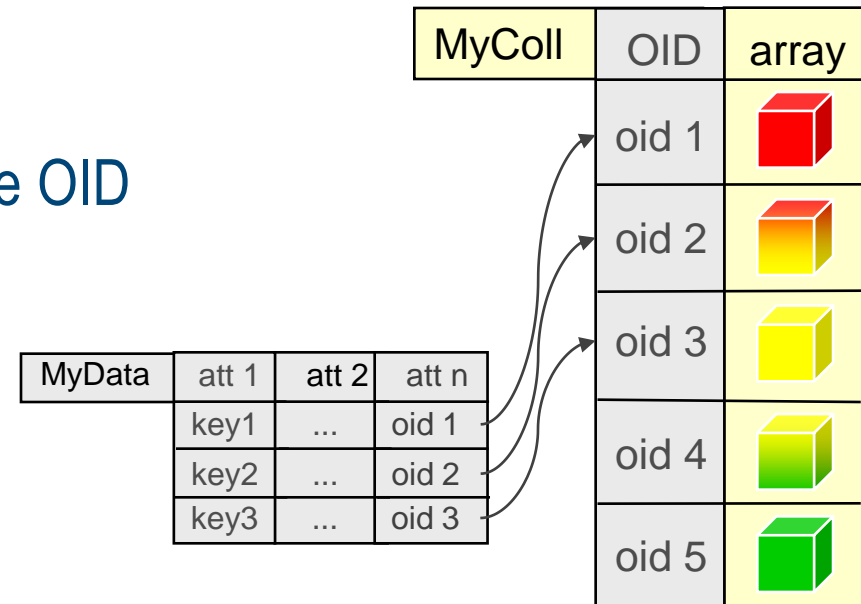 MyColl OID array
oid 1
e OID
oid 2
oid 3
MyData att 1 att 2 att n
key1 ... oid 1
key2 ... oid 2
key3 ... oid 3
oid 4
oid 5